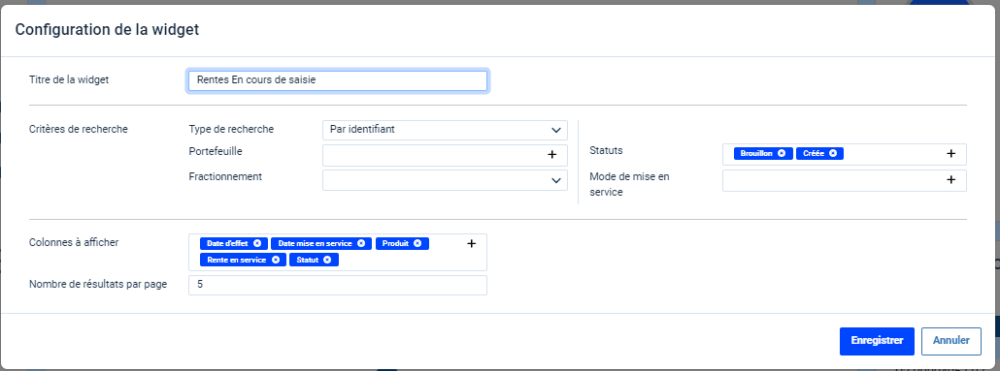 Configuration de la widget
Titre de la widget
Rentes En cours de saisie
Critères de recherche
Type de recherche
Par identifiant
Portefeuille
Fractionnement
Statuts
Brouillon
Créée
Mode de mise en
service
Colonnes à afficher
Date d'effet
Date mise en service
Produit
Rente en service
Statut
Nombre de résultats par page
5
Enregistrer
Annuler